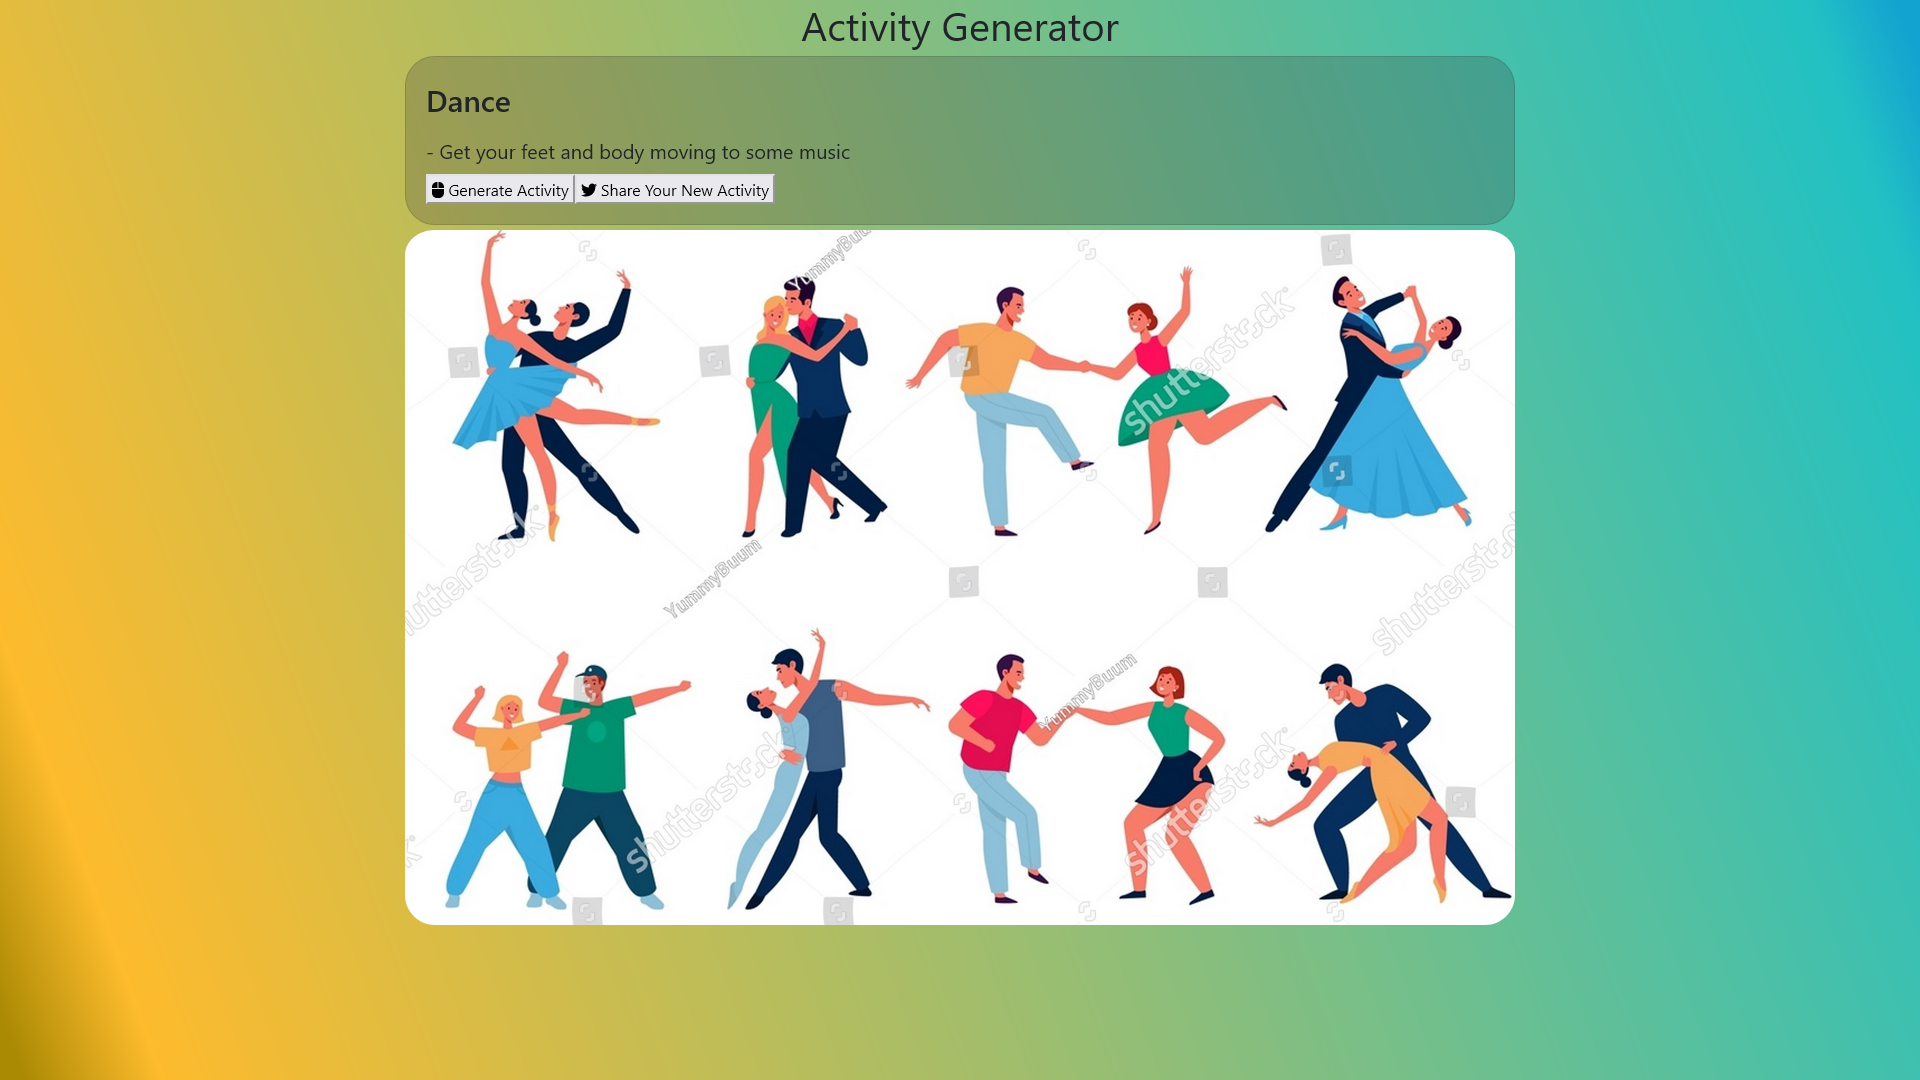 Activity Generator
Dance
- Get your feet and body moving to some music
Generate Activity
Share Your New Activity
YummyBuum
shutterstock
shutterstock
YummyBuum
shutterstock
YummyBuum
shutterstock
shutterstock